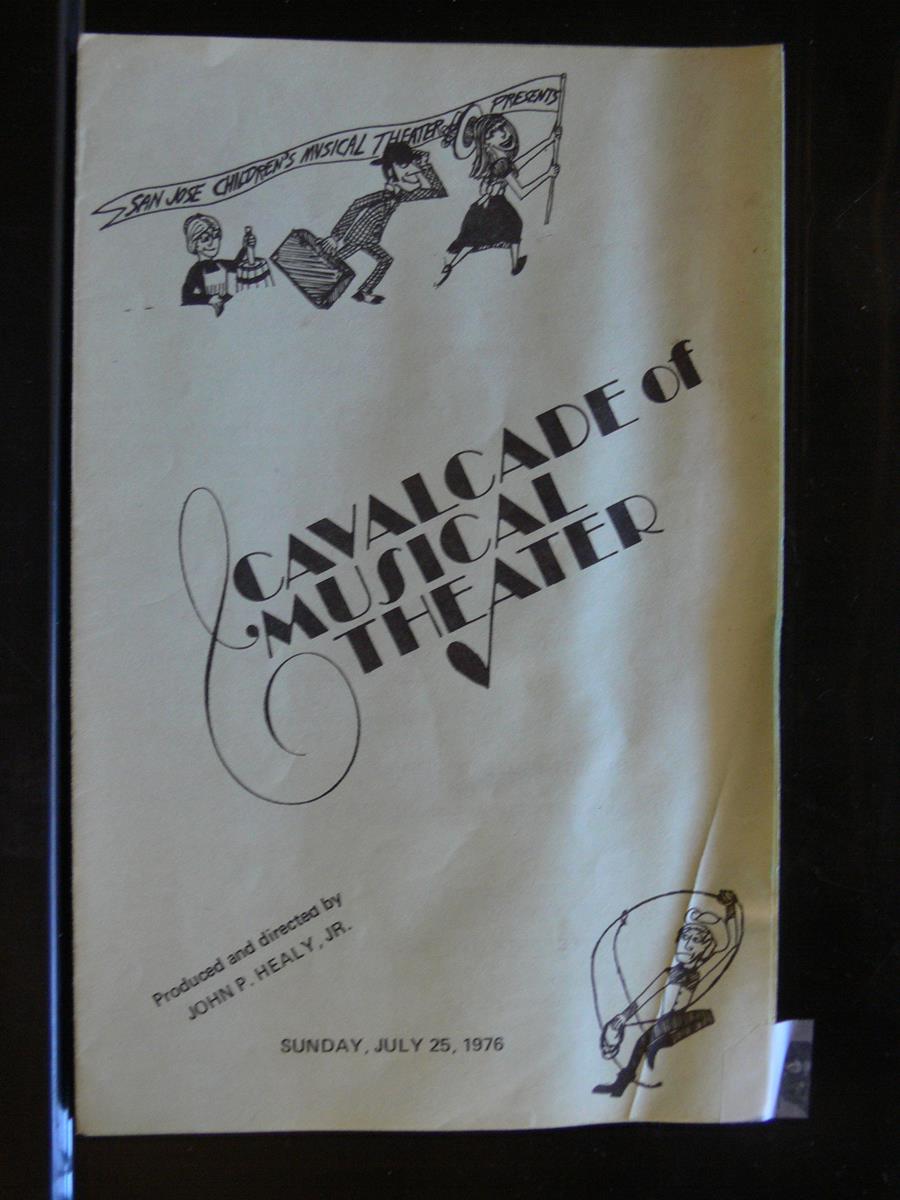 SAN JOSE CHILDREN'S MUSICAL THEATER PRESENTS
CAVALCADE of
MUSICAL
THEATER
Produced and directed by
JOHN P. HEALY, JR.
SUNDAY, JULY 25, 1976